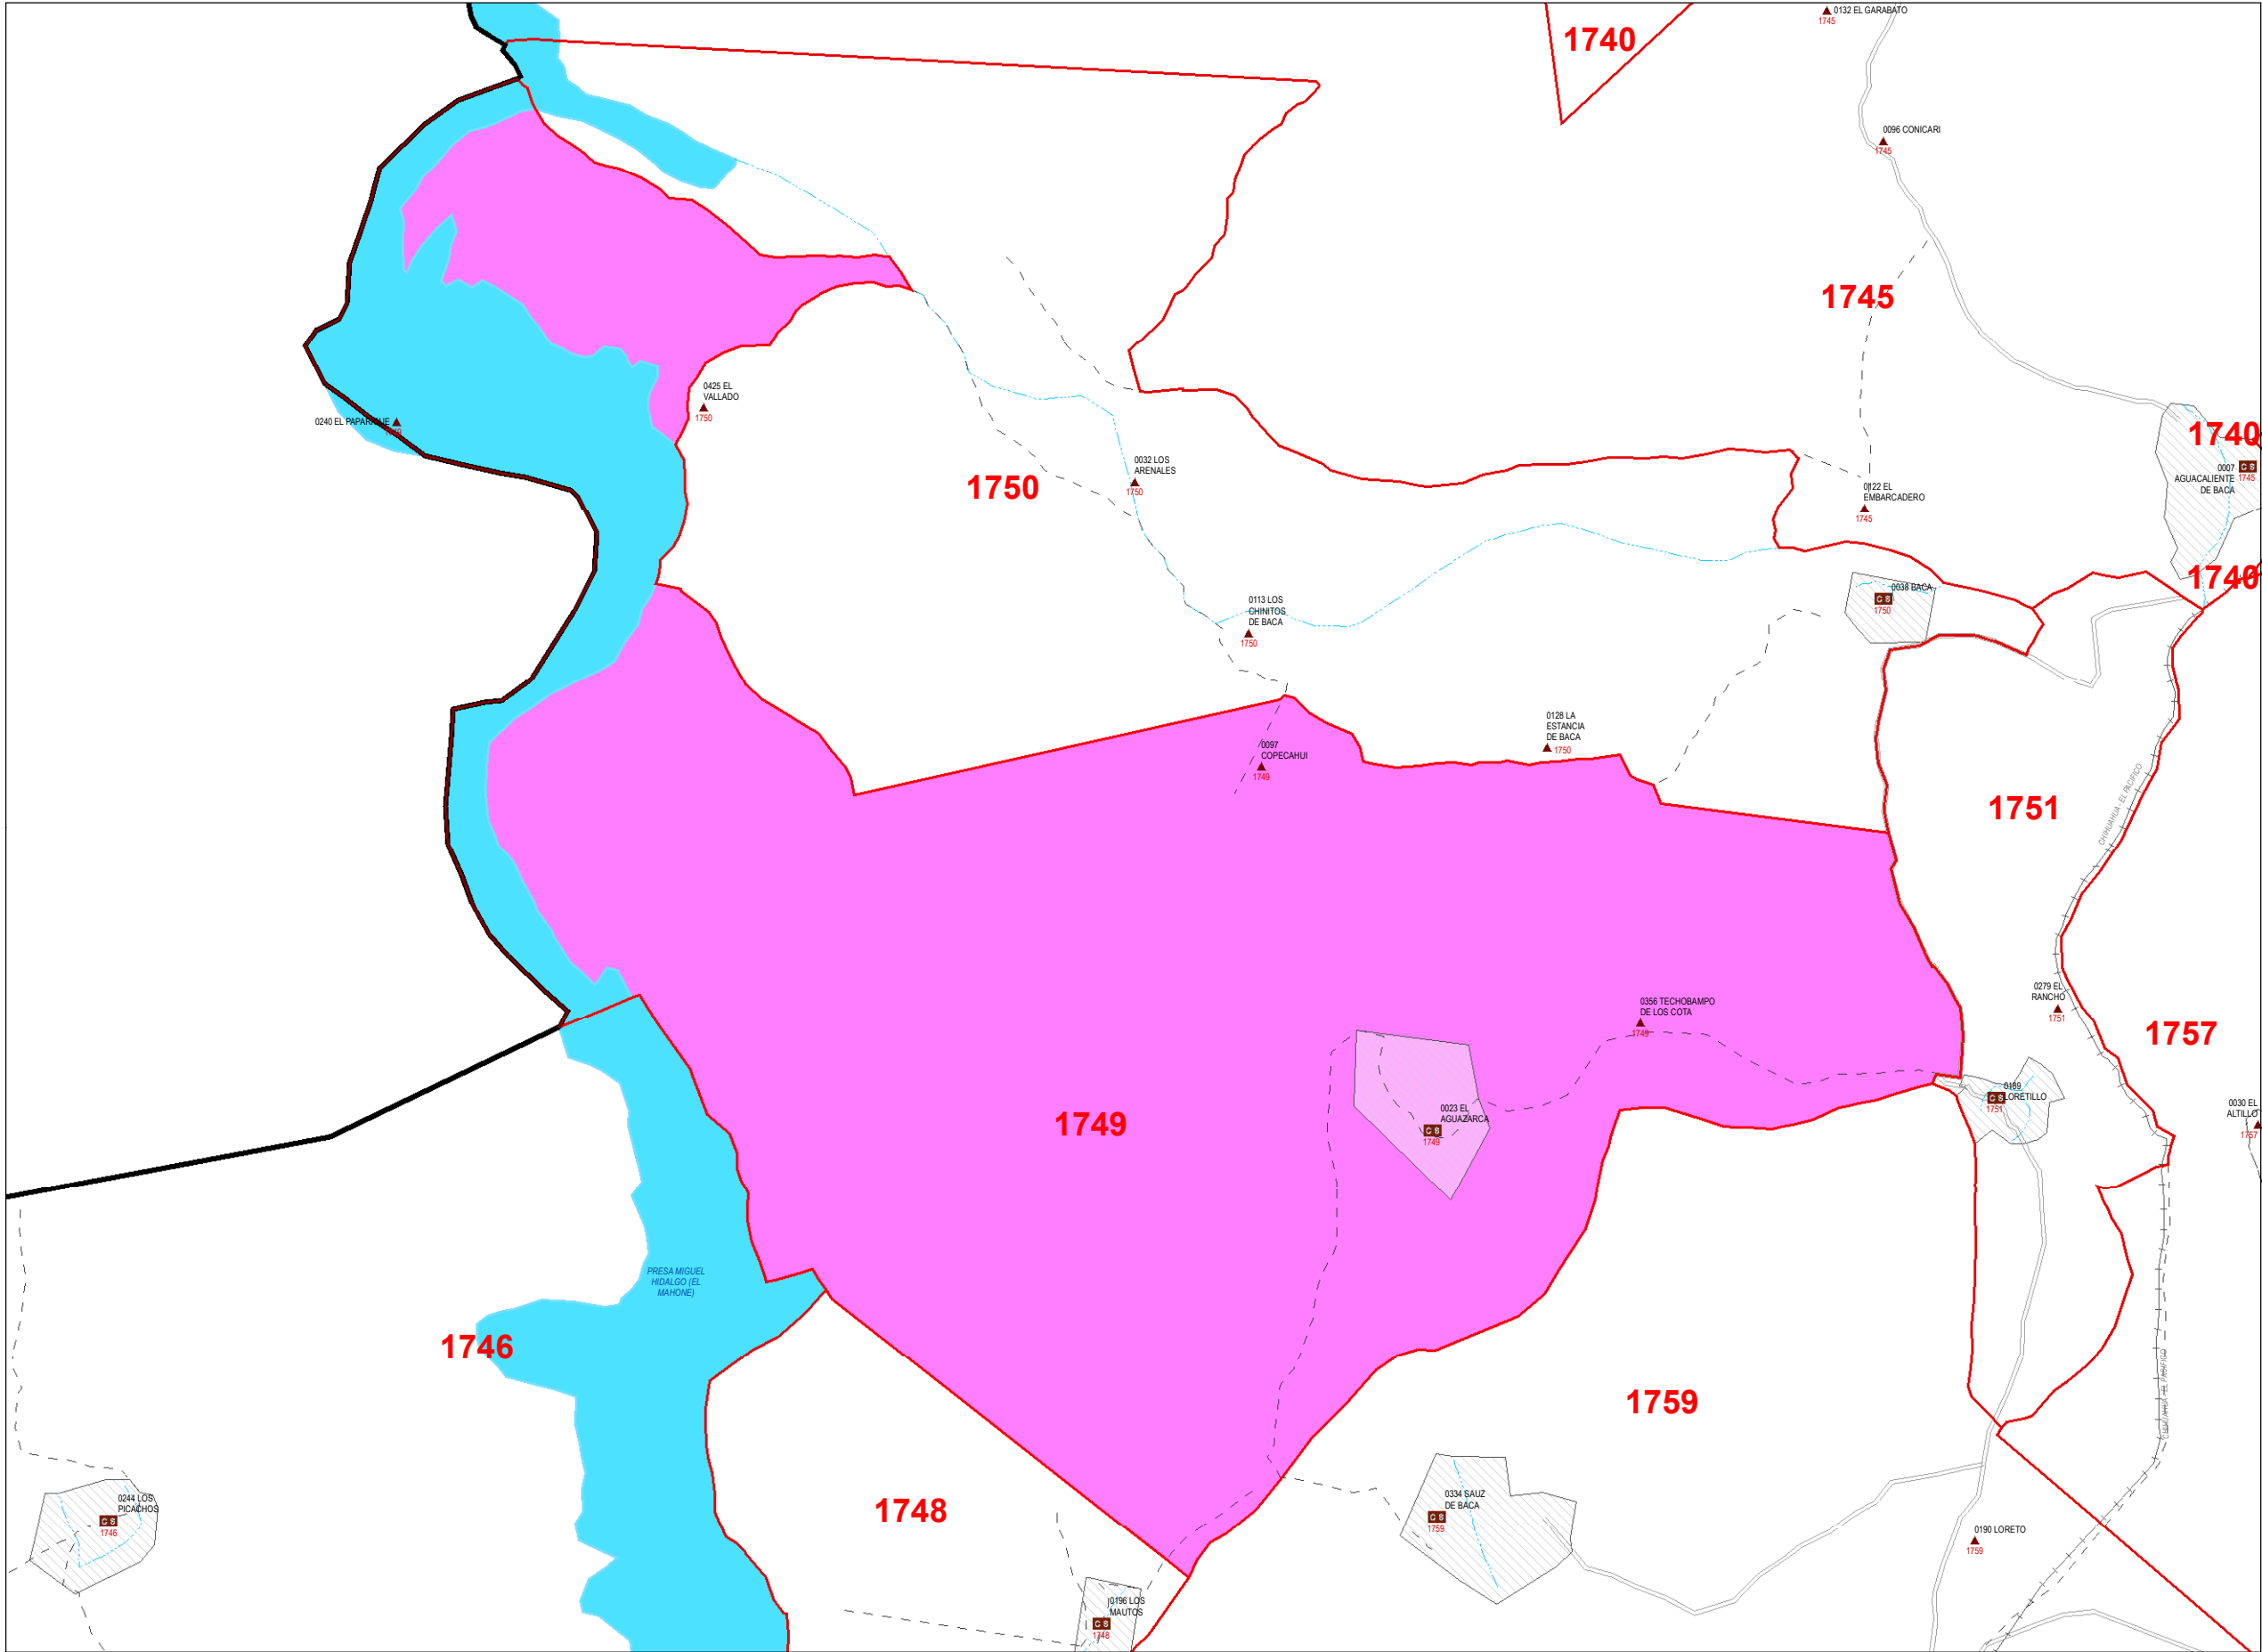 0132 EL GARABATO
1745
1740
0096 CONICARI
1745
1745
0425 EL
VALLADO
1750
0240 EL PAPARIQUE
1740
0007
AGUACALIENTE
DE BACA
C S
1745
0032 LOS
ARENALES
1750
1750
0122 EL
EMBARCADERO
1745
1740
0038 BACA
C S
1750
0113 LOS
CHINITOS
DE BACA
1750
0128 LA
ESTANCIA
DE BACA
1750
0097
COPECAHUI
1749
1751
CHIHUAHUA - EL PACIFICO
0279 EL
RANCHO
1751
0356 TECHOBAMPO
DE LOS COTA
1749
1757
0189
LORETILLO
C S
1751
0030 EL
ALTILLO
1757
1749
0023 EL
AGUAZARCA
C S
1749
PRESA MIGUEL
HIDALGO (EL
MAHONE)
1746
1759
CHIHUAHUA - EL PACIFICO
0244 LOS
PICACHOS
C S
1746
1748
0334 SAUZ
DE BACA
C S
1759
0190 LORETO
1759
0196 LOS
MAUTOS
C S
1748